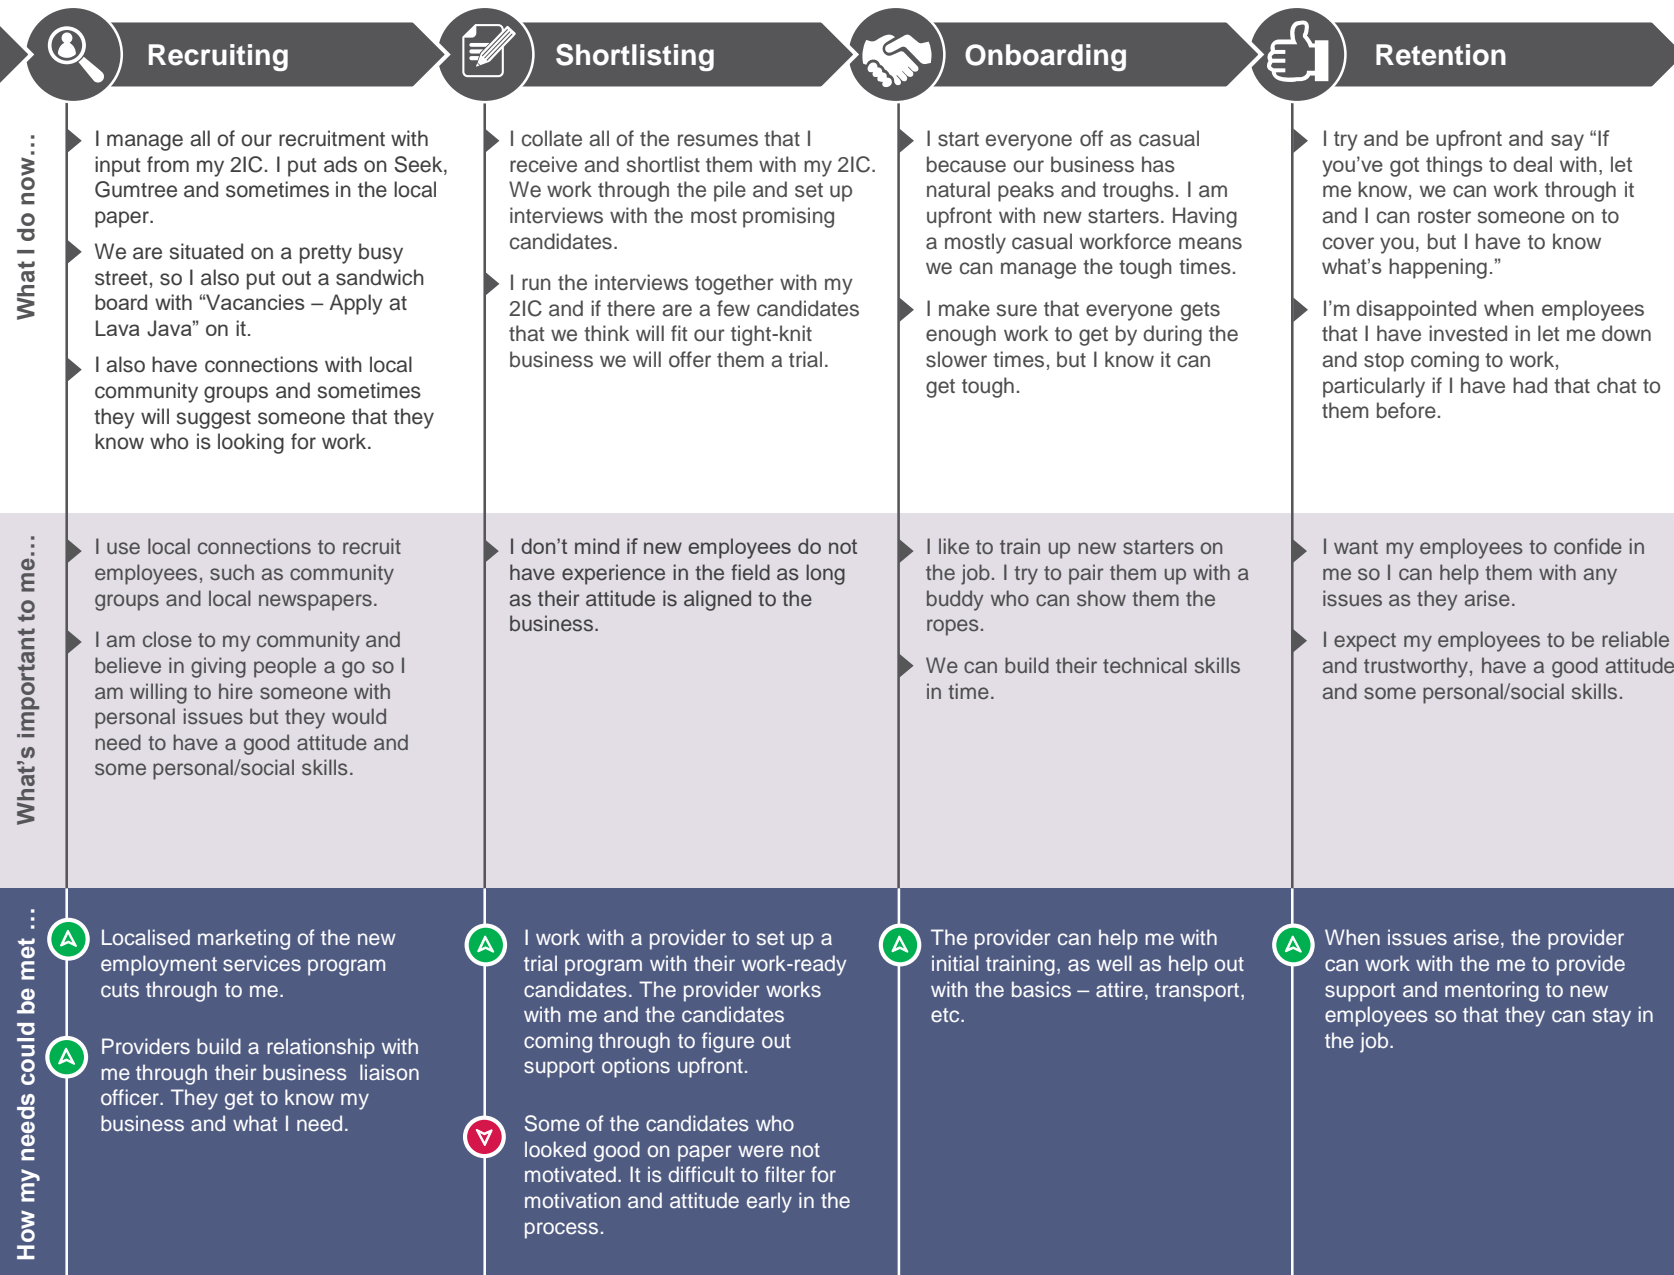 Recruiting
Shortlisting
Onboarding
Retention
What I do now…
I manage all of our recruitment with
input from my 2IC. I put ads on Seek,
Gumtree and sometimes in the local
paper.
We are situated on a pretty busy
street, so I also put out a sandwich
board with “Vacancies – Apply at
Lava Java” on it.
I also have connections with local
community groups and sometimes
they will suggest someone that they
know who is looking for work.
I collate all of the resumes that I
receive and shortlist them with my 2IC.
We work through the pile and set up
interviews with the most promising
candidates.
I run the interviews together with my
2IC and if there are a few candidates
that we think will fit our tight-knit
business we will offer them a trial.
I start everyone off as casual
because our business has
natural peaks and troughs. I am
upfront with new starters. Having
a mostly casual workforce means
we can manage the tough times.
I make sure that everyone gets
enough work to get by during the
slower times, but I know it can
get tough.
I try and be upfront and say “If
you’ve got things to deal with, let
me know, we can work through it
and I can roster someone on to
cover you, but I have to know
what’s happening.”
I’m disappointed when employees
that I have invested in let me down
and stop coming to work,
particularly if I have had that chat to
them before.
What’s important to me…
I use local connections to recruit
employees, such as community
groups and local newspapers.
I am close to my community and
believe in giving people a go so I
am willing to hire someone with
personal issues but they would
need to have a good attitude and
some personal/social skills.
I don’t mind if new employees do not
have experience in the field as long
as their attitude is aligned to the
business.
I like to train up new starters on
the job. I try to pair them up with a
buddy who can show them the
ropes.
We can build their technical skills
in time.
I want my employees to confide in
me so I can help them with any
issues as they arise.
I expect my employees to be reliable
and trustworthy, have a good attitude
and some personal/social skills.
How my needs could be met …
Localised marketing of the new
employment services program
cuts through to me.
Providers build a relationship with
me through their business liaison
officer. They get to know my
business and what I need.
I work with a provider to set up a
trial program with their work-ready
candidates. The provider works
with me and the candidates
coming through to figure out
support options upfront.
Some of the candidates who
looked good on paper were not
motivated. It is difficult to filter for
motivation and attitude early in the
process.
The provider can help me with
initial training, as well as help out
with the basics – attire, transport,
etc.
When issues arise, the provider
can work with the me to provide
support and mentoring to new
employees so that they can stay in
the job.